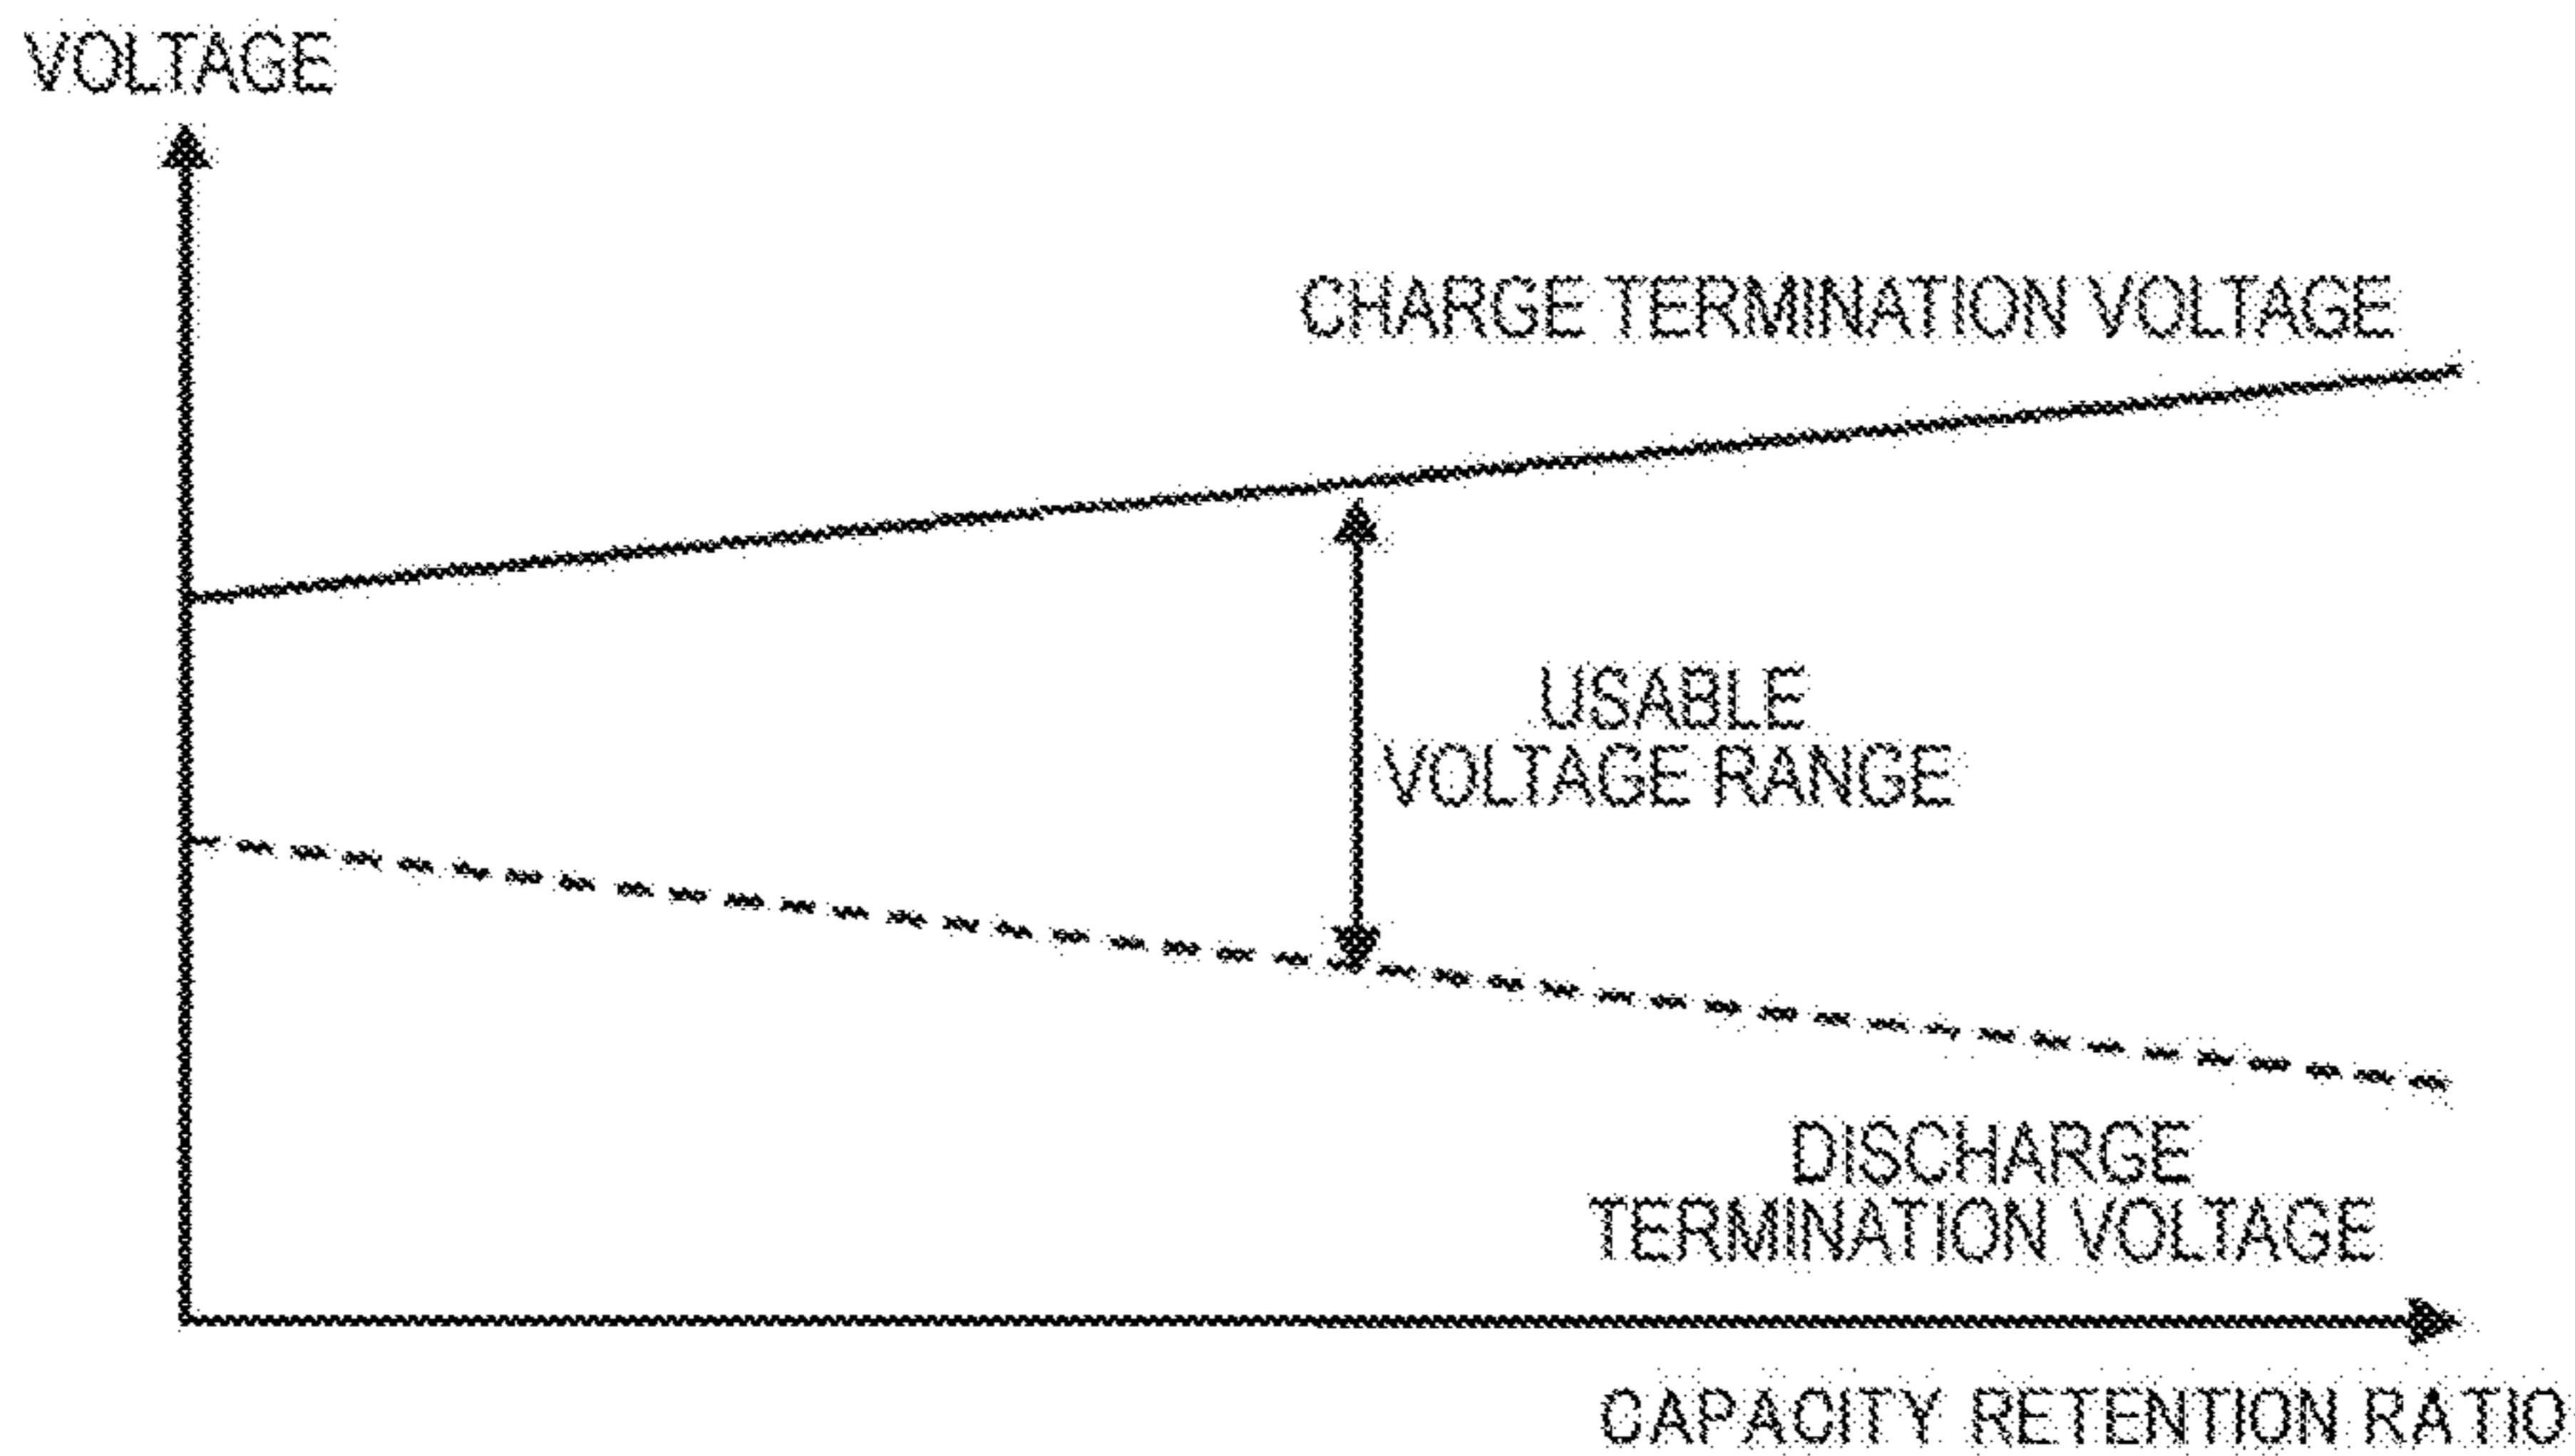 VOLTAGE
CHARGE TERMINATION VOLTAGE
USABLE
VOLTAGE RANGE
DISCHARGE
TERMINATION VOLTAGE
CAPACITY RETENTION RATIO